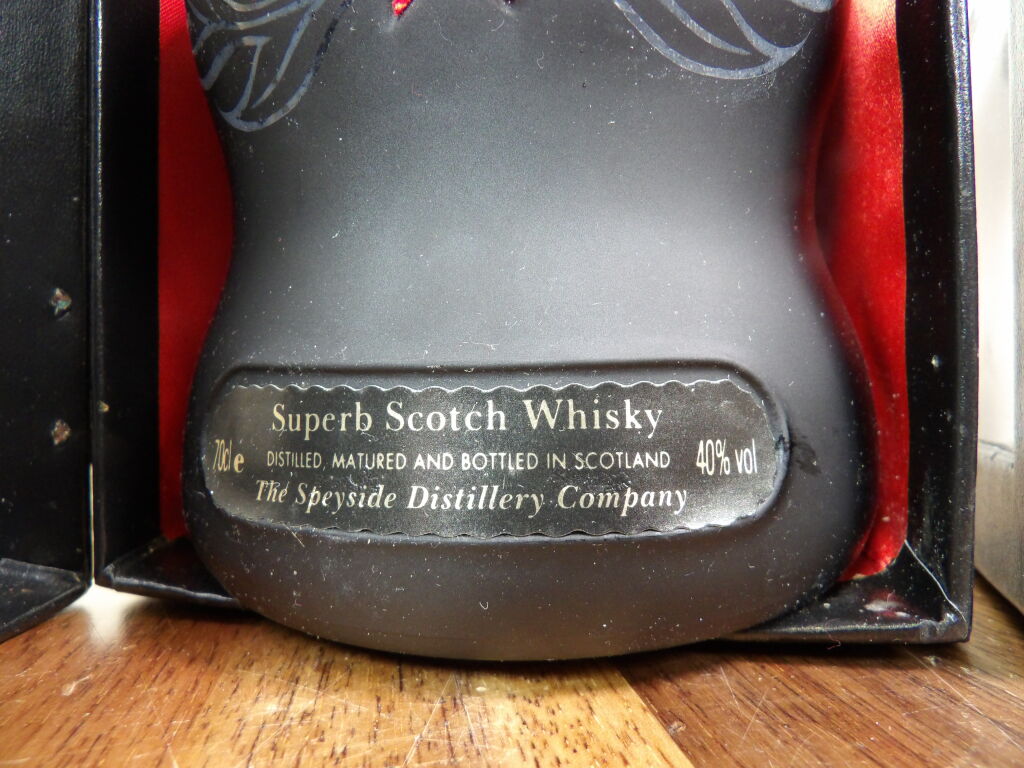 Superb Scotch Whisky
70cl e DISTILLED, MATURED AND BOTTLED IN SCOTLAND 40% vol
The Speyside Distillery Company